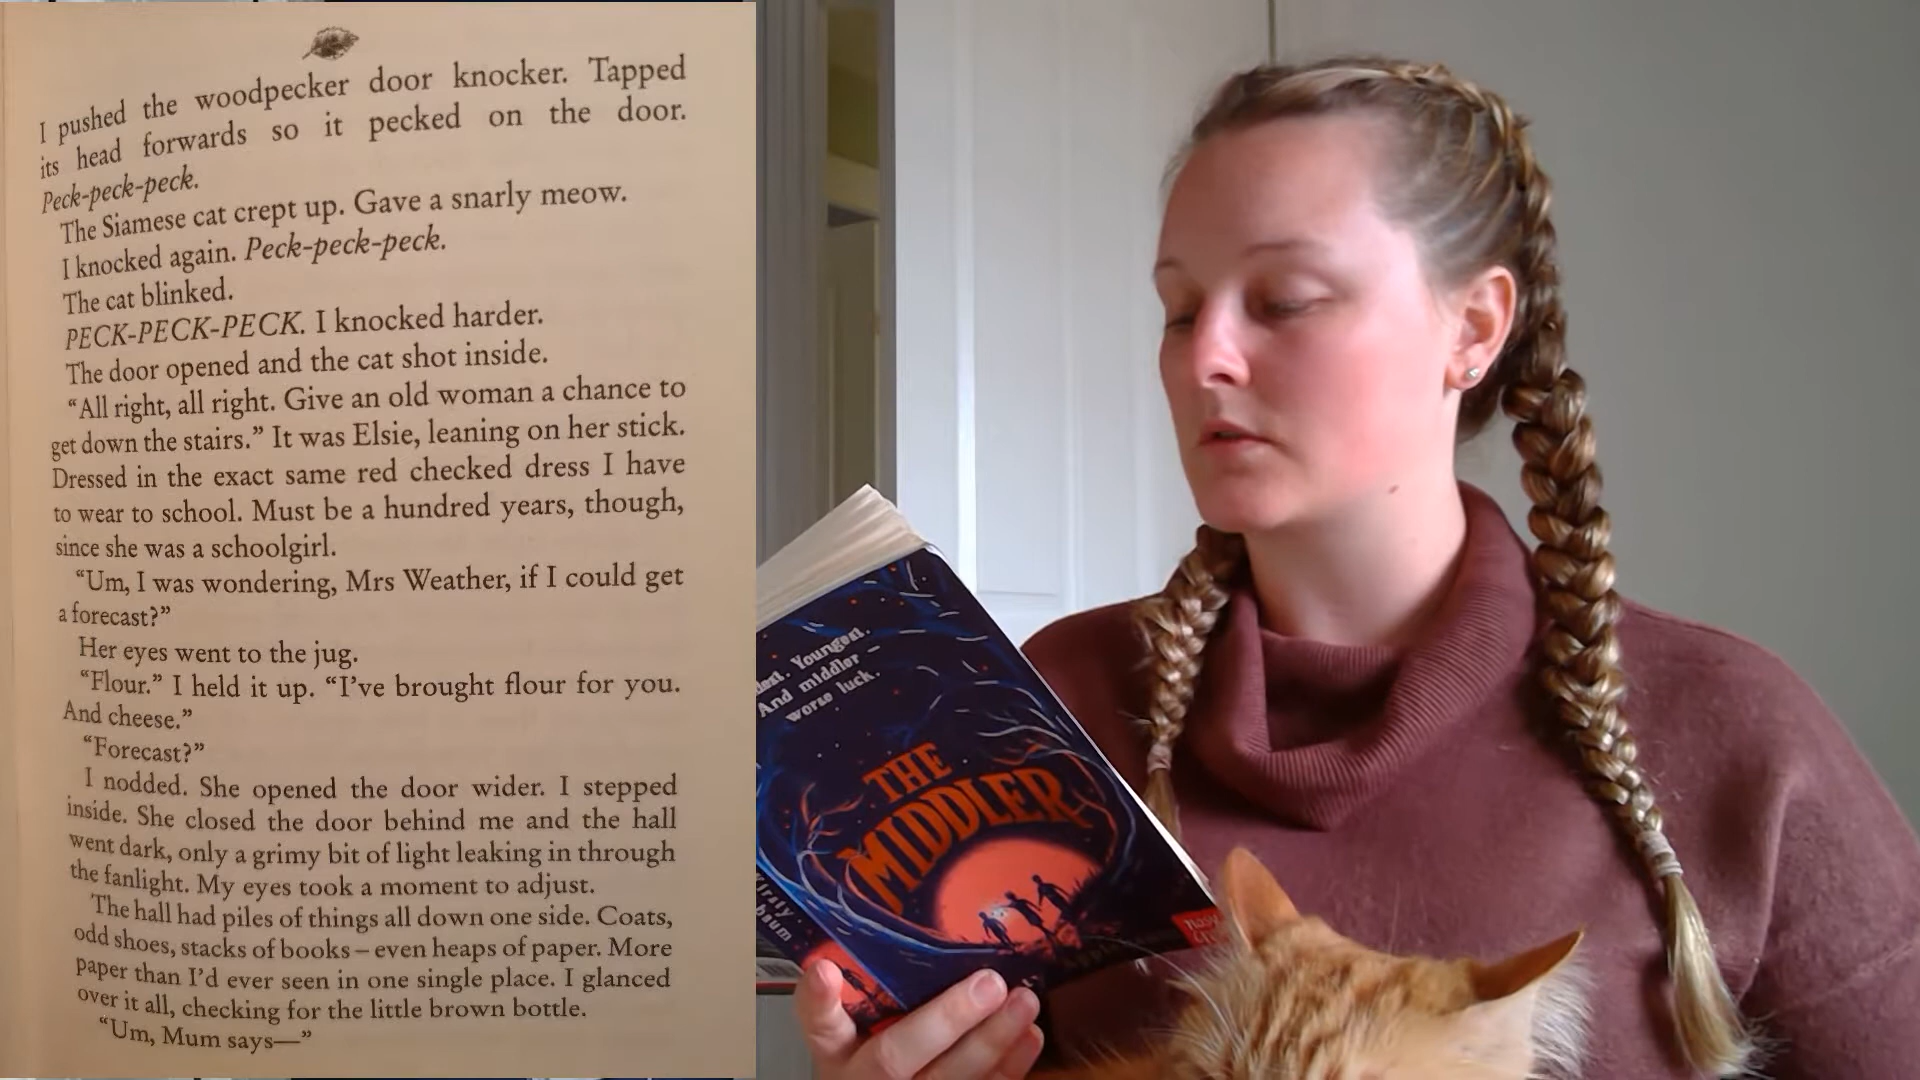 I pushed the woodpecker door knocker. Tapped
its head forwards so it pecked on the door.
Peck-peck-peck.
The Siamese cat crept up. Gave a snarly meow.
I knocked again. Peck-peck-peck.
The cat blinked.
PECK-PECK-PECK. I knocked harder.
The door opened and the cat shot inside.
“All right, all right. Give an old woman a chance to
get down the stairs.” It was Elsie, leaning on her stick.
Dressed in the exact same red checked dress I have
to wear to school. Must be a hundred years, though,
since she was a schoolgirl.
“Um, I was wondering, Mrs Weather, if I could get
a forecast?”
Her eyes went to the jug.
“Flour.” I held it up. “I’ve brought flour for you.
And cheese.”
“Forecast?”
I nodded. She opened the door wider. I stepped
inside. She closed the door behind me and the hall
went dark, only a grimy bit of light leaking in through
the fanlight. My eyes took a moment to adjust.
The hall had piles of things all down one side. Coats,
odd shoes, stacks of books – even heaps of paper. More
paper than I’d ever seen in one single place. I glanced
over it all, checking for the little brown bottle.
“Um, Mum says—”
Youngest.
And middler –
worse luck.
THE
MIDDLER